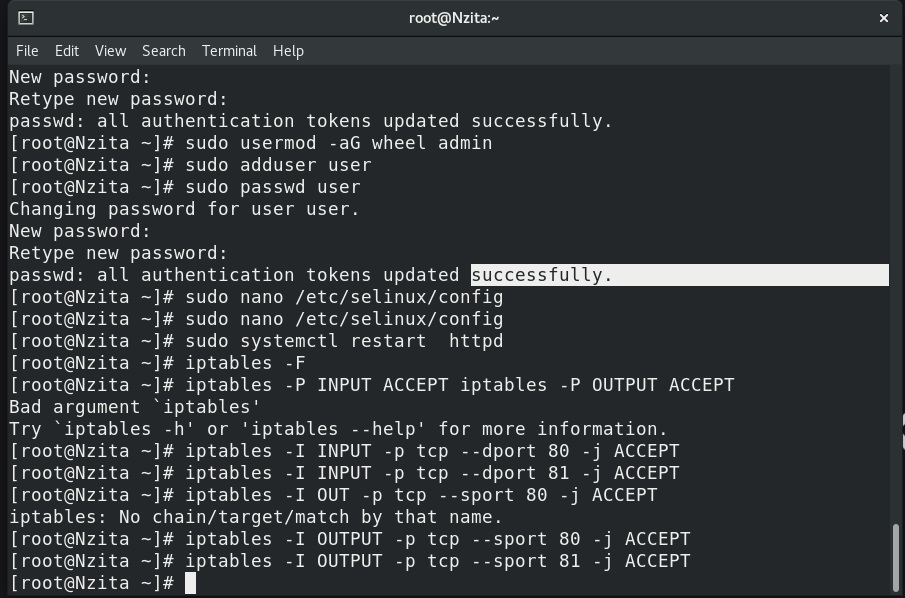 root@Nzita:~
×
File Edit View Search Terminal Help
New password:
Retype new password:
passwd: all authentication tokens updated successfully.
[root@Nzita ~]# sudo usermod -aG wheel admin
[root@Nzita ~]# sudo adduser user
[root@Nzita ~]# sudo passwd user
Changing password for user user.
New password:
Retype new password:
passwd: all authentication tokens updated successfully.
[root@Nzita ~]# sudo nano /etc/selinux/config
[root@Nzita ~]# sudo nano /etc/selinux/config
[root@Nzita ~]# sudo systemctl restart  httpd
[root@Nzita ~]# iptables -F
[root@Nzita ~]# iptables -P INPUT ACCEPT iptables -P OUTPUT ACCEPT
Bad argument `iptables'
Try `iptables -h' or 'iptables --help' for more information.
[root@Nzita ~]# iptables -I INPUT -p tcp --dport 80 -j ACCEPT
[root@Nzita ~]# iptables -I INPUT -p tcp --dport 81 -j ACCEPT
[root@Nzita ~]# iptables -I OUT -p tcp --sport 80 -j ACCEPT
iptables: No chain/target/match by that name.
[root@Nzita ~]# iptables -I OUTPUT -p tcp --sport 80 -j ACCEPT
[root@Nzita ~]# iptables -I OUTPUT -p tcp --sport 81 -j ACCEPT
[root@Nzita ~]#